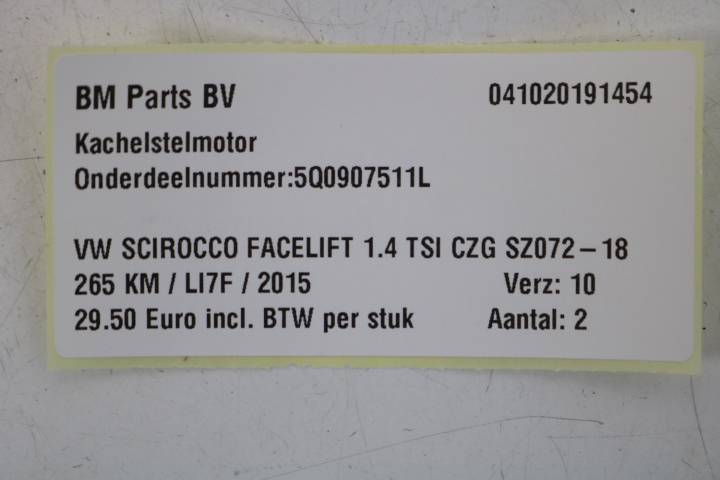 BM Parts BV 041020191454
Kachelstelmotor
Onderdeelnummer:5Q0907511L
VW SCIROCCO FACELIFT 1.4 TSI CZG SZ072-18
265 KM / LI7F / 2015 Verz: 10
29.50 Euro incl. BTW per stuk Aantal: 2